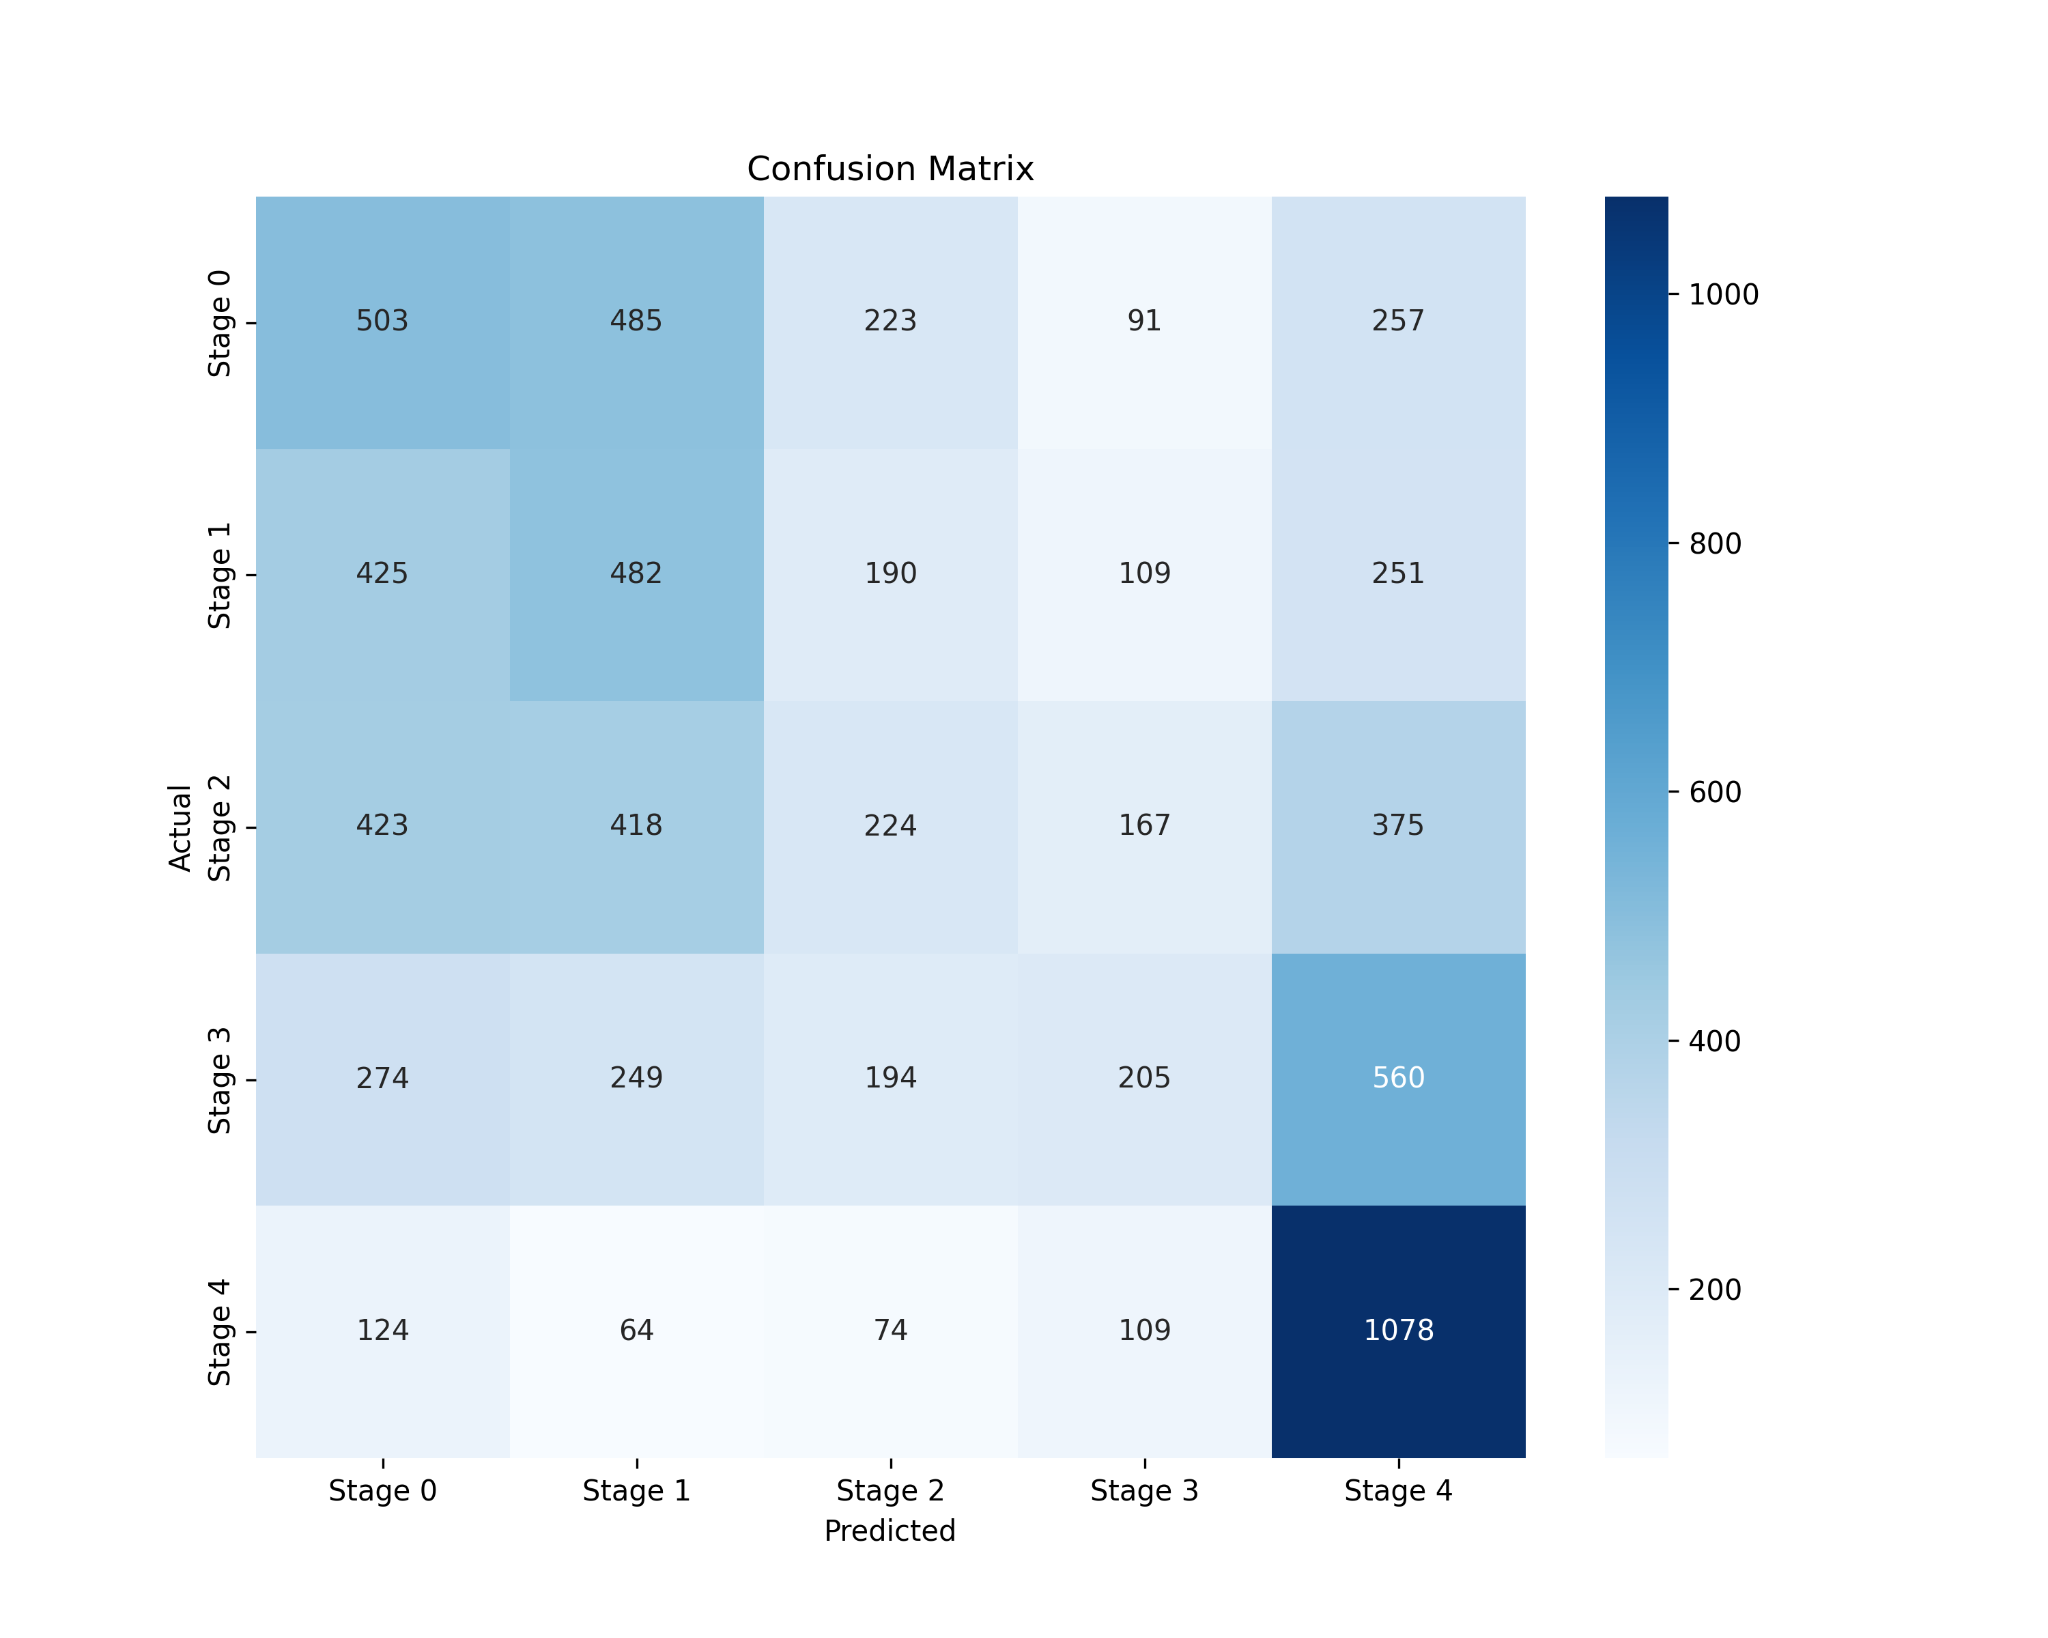 Confusion Matrix
Actual
Stage 0
503 485 223 91 257
Stage 1
425 482 190 109 251
Stage 2
423 418 224 167 375
Stage 3
274 249 194 205 560
Stage 4
124 64 74 109 1078
Stage 0 Stage 1 Stage 2 Stage 3 Stage 4
Predicted
1000
800
600
400
200